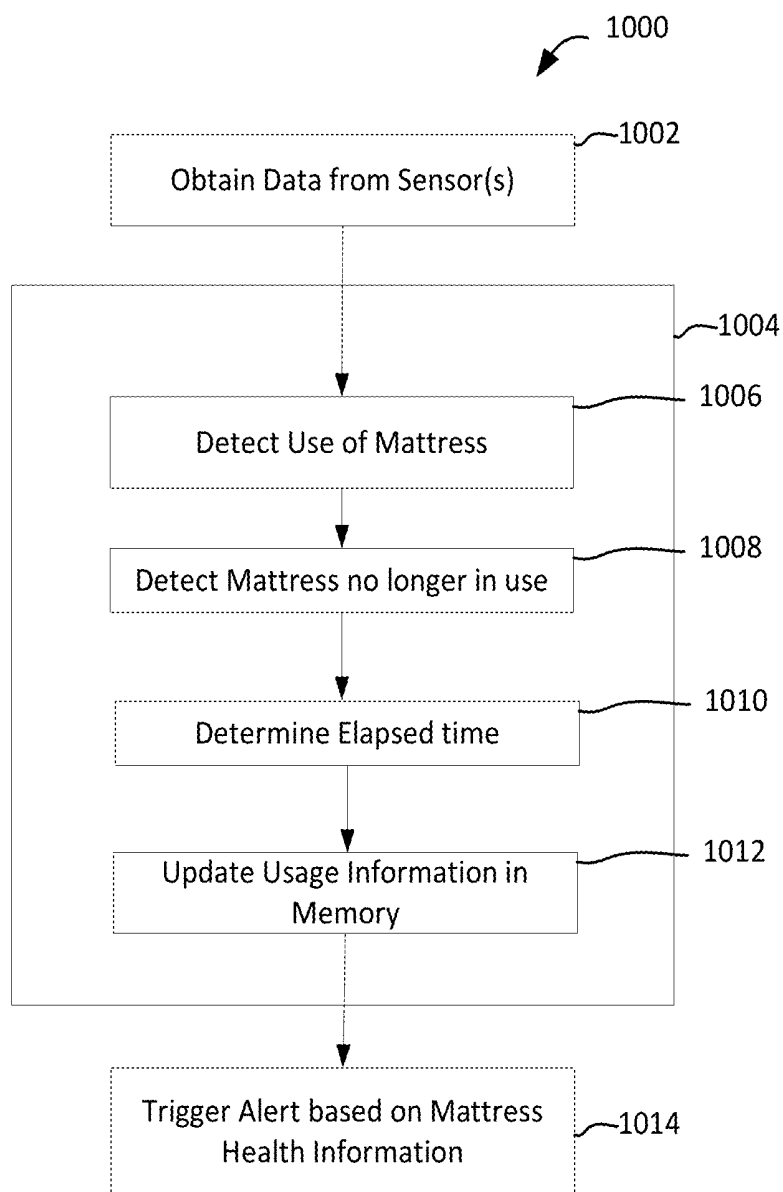 1000
1002
Obtain Data from Sensor(s)
1004
1006
Detect Use of Mattress
1008
Detect Mattress no longer in use
1010
Determine Elapsed time
1012
Update Usage Information in
Memory
Trigger Alert based on Mattress
Health Information
1014